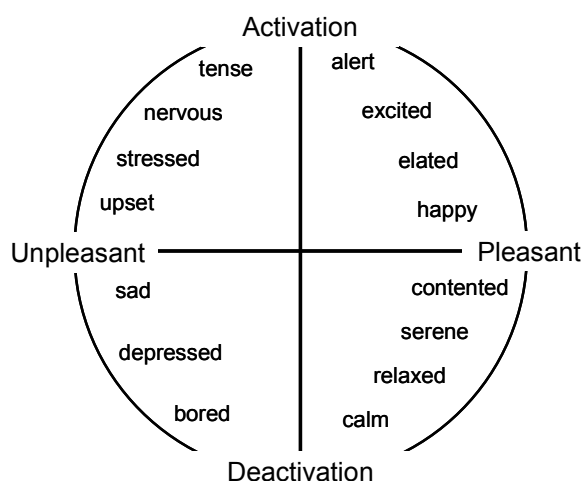 Activation
tense
alert
nervous
excited
stressed
elated
upset
happy
Unpleasant
Pleasant
sad
contented
serene
depressed
relaxed
bored
calm
Deactivation